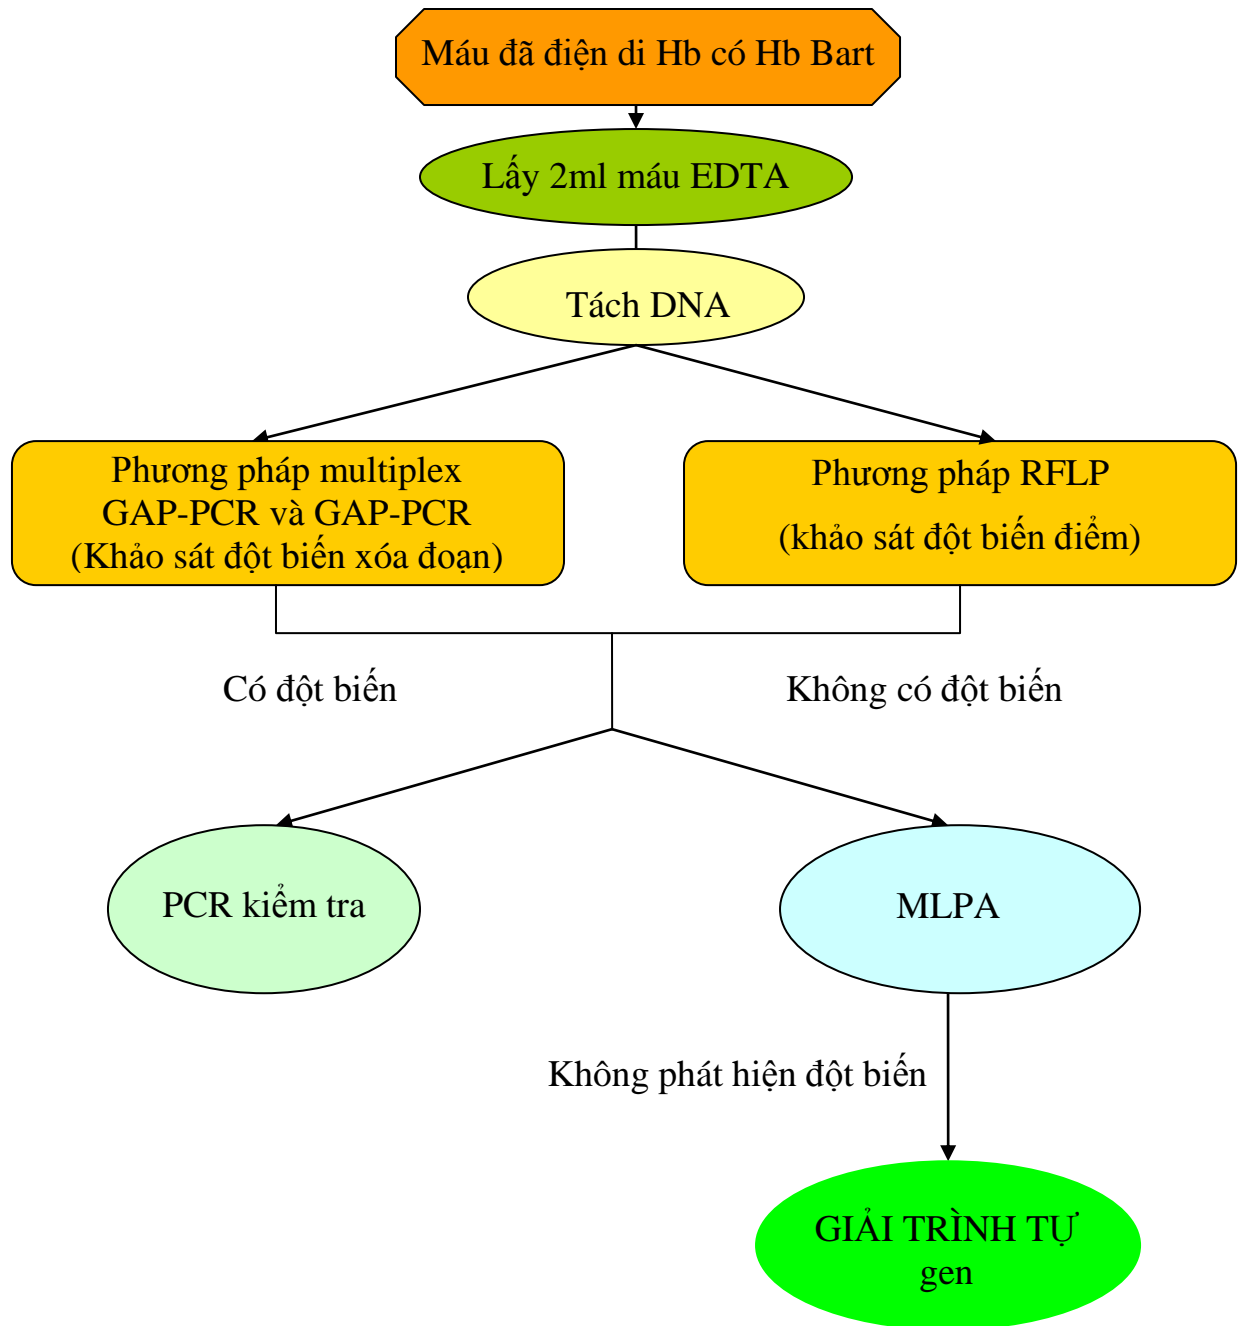 Máu đã điện di Hb có Hb Bart
Lấy 2ml máu EDTA
Tách DNA
Phương pháp multiplex
GAP-PCR và GAP-PCR
(Khảo sát đột biến xóa đoạn)
Phương pháp RFLP
(khảo sát đột biến điểm)
Có đột biến
Không có đột biến
PCR kiểm tra
MLPA
Không phát hiện đột biến
GIẢI TRÌNH TỰ
gen